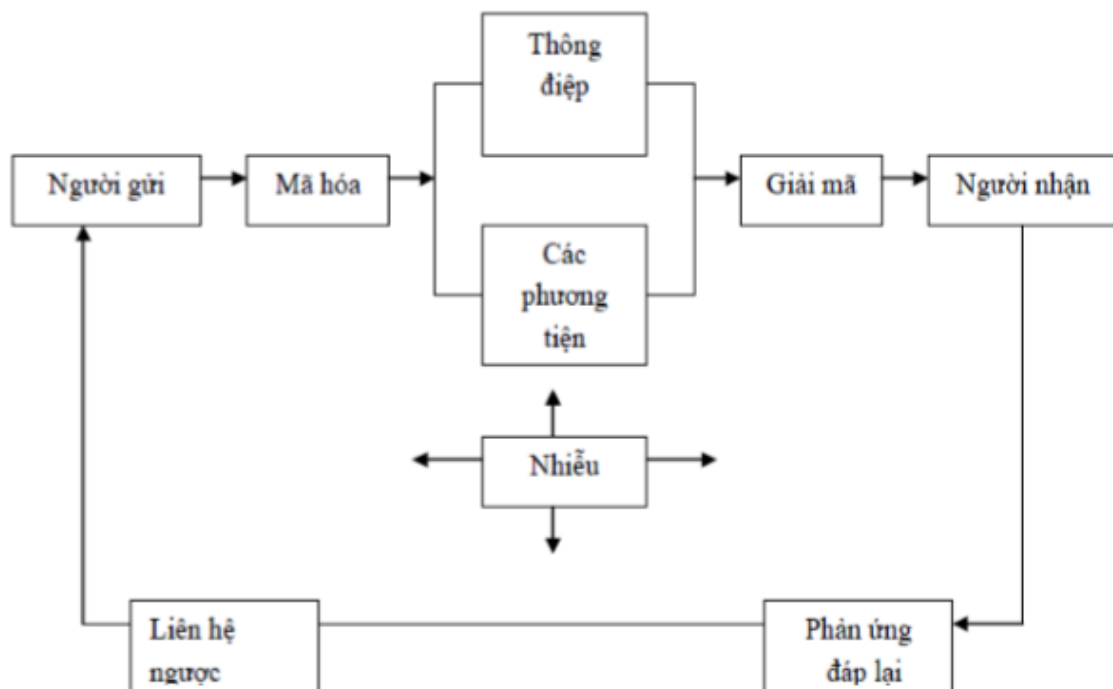 Thông
điệp
Người gửi
Mã hóa
Giải mã
Người nhận
Các
phương
tiện
Nhiễu
Liên hệ
ngược
Phản ứng
đáp lại